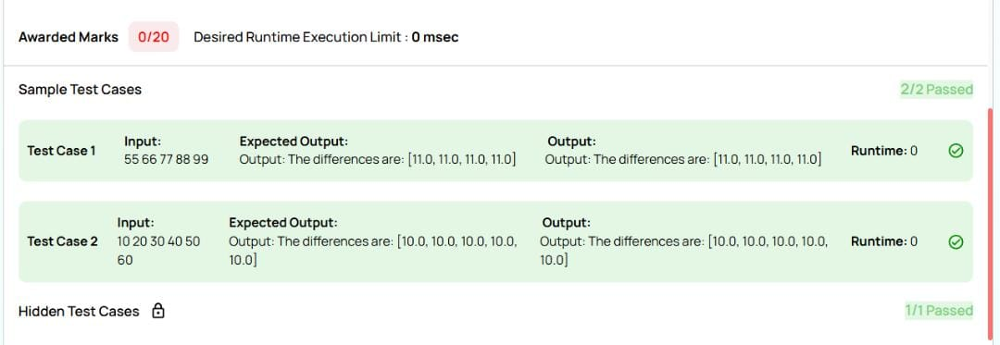 Awarded Marks 0/20 Desired Runtime Execution Limit : 0 msec
Sample Test Cases 2/2 Passed
Test Case 1
Input:
55 66 77 88 99
Expected Output:
Output: The differences are: [11.0, 11.0, 11.0, 11.0]
Output:
Output: The differences are: [11.0, 11.0, 11.0, 11.0]
Runtime: 0
Test Case 2
Input:
10 20 30 40 50
60
Expected Output:
Output: The differences are: [10.0, 10.0, 10.0, 10.0,
10.0]
Output:
Output: The differences are: [10.0, 10.0, 10.0, 10.0,
10.0]
Runtime: 0
Hidden Test Cases 1/1 Passed